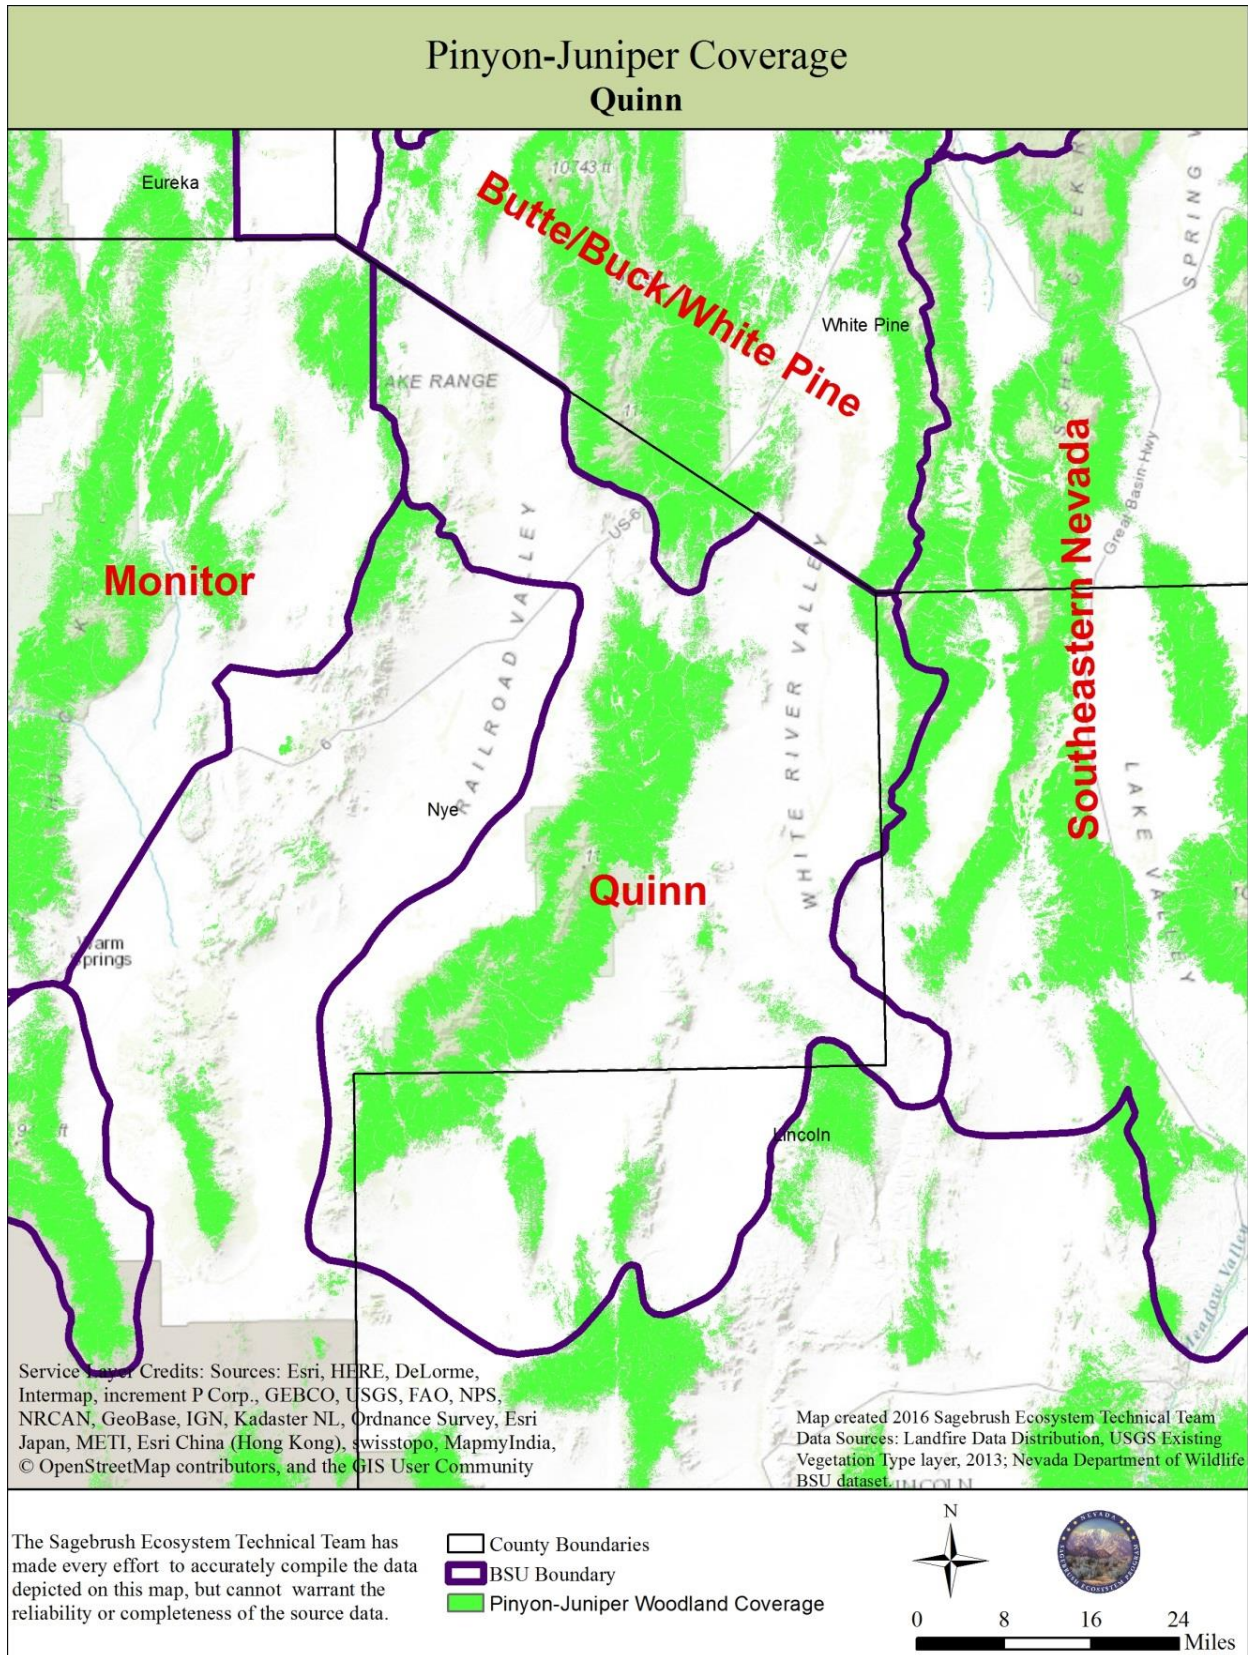 Pinyon-Juniper Coverage
Quinn
Eureka
10743 ft
Butte/Buck/White Pine
SPRING V
White Pine
RANGE
Great Basin Hwy
Southeastern Nevada
US-6
RAILROAD VALLEY
WHITE RIVER VALLEY
Monitor
6
Nye
LAKE VALLEY
Quinn
Warm
Springs
Lincoln
Meadow Valley
Service Layer Credits: Sources: Esri, HERE, DeLorme,
Intermap, increment P Corp., GEBCO, USGS, FAO, NPS,
NRCAN, GeoBase, IGN, Kadaster NL, Ordnance Survey, Esri
Japan, METI, Esri China (Hong Kong), swisstopo, MapmyIndia,
© OpenStreetMap contributors, and the GIS User Community
Map created 2016 Sagebrush Ecosystem Technical Team
Data Sources: Landfire Data Distribution, USGS Existing
Vegetation Type layer, 2013; Nevada Department of Wildlife
BSU dataset.
LINCOLN
The Sagebrush Ecosystem Technical Team has
made every effort to accurately compile the data
depicted on this map, but cannot warrant the
reliability or completeness of the source data.
County Boundaries
BSU Boundary
Pinyon-Juniper Woodland Coverage
N
NEVADA
SAGEBRUSH ECOSYSTEM PROGRAM
0 8 16 24
Miles